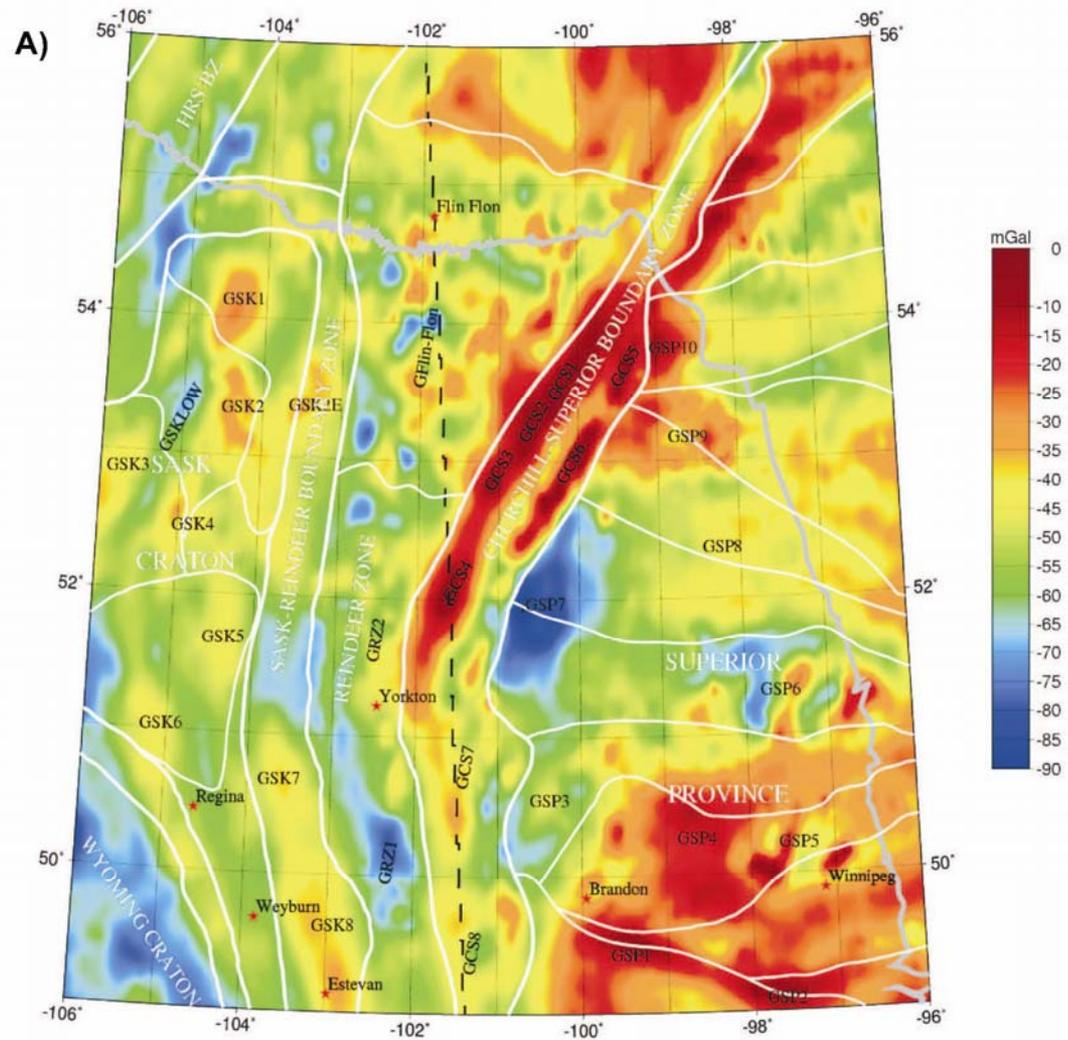 A)
-106° -104° -102° -100° -98° -96°
56° 56°
HRS BZ
Flin Flon
mGal
0
-10
-15
-20
-25
-30
-35
-40
-45
-50
-55
-60
-65
-70
-75
-80
-85
-90
GSK1
54° 54°
GFlin-Flon
CHURCHILL-SUPERIOR BOUNDARY ZONE
GSP10
GCS1
GCS5
GCS2
GSKLOW
GSK2
GSK2E
GSP9
GCS3
GCS6
GSK3
SASK
CRATON
GSK4
SASK-REINDEER BOUNDARY ZONE
GSP8
52° 52°
GCS4
GSP7
REINDEER ZONE
GRZ2
GSK5
SUPERIOR
PROVINCE
GSP6
Yorkton
GSK6
GSK7
GCS7
Regina
GSP3
GSP4
GSP5
50° 50°
WYOMING CRATON
GRZ1
Brandon
Winnipeg
Weyburn
GSK8
GCS8
GSP1
Estevan
GSP2
-106° -104° -102° -100° -98° -96°